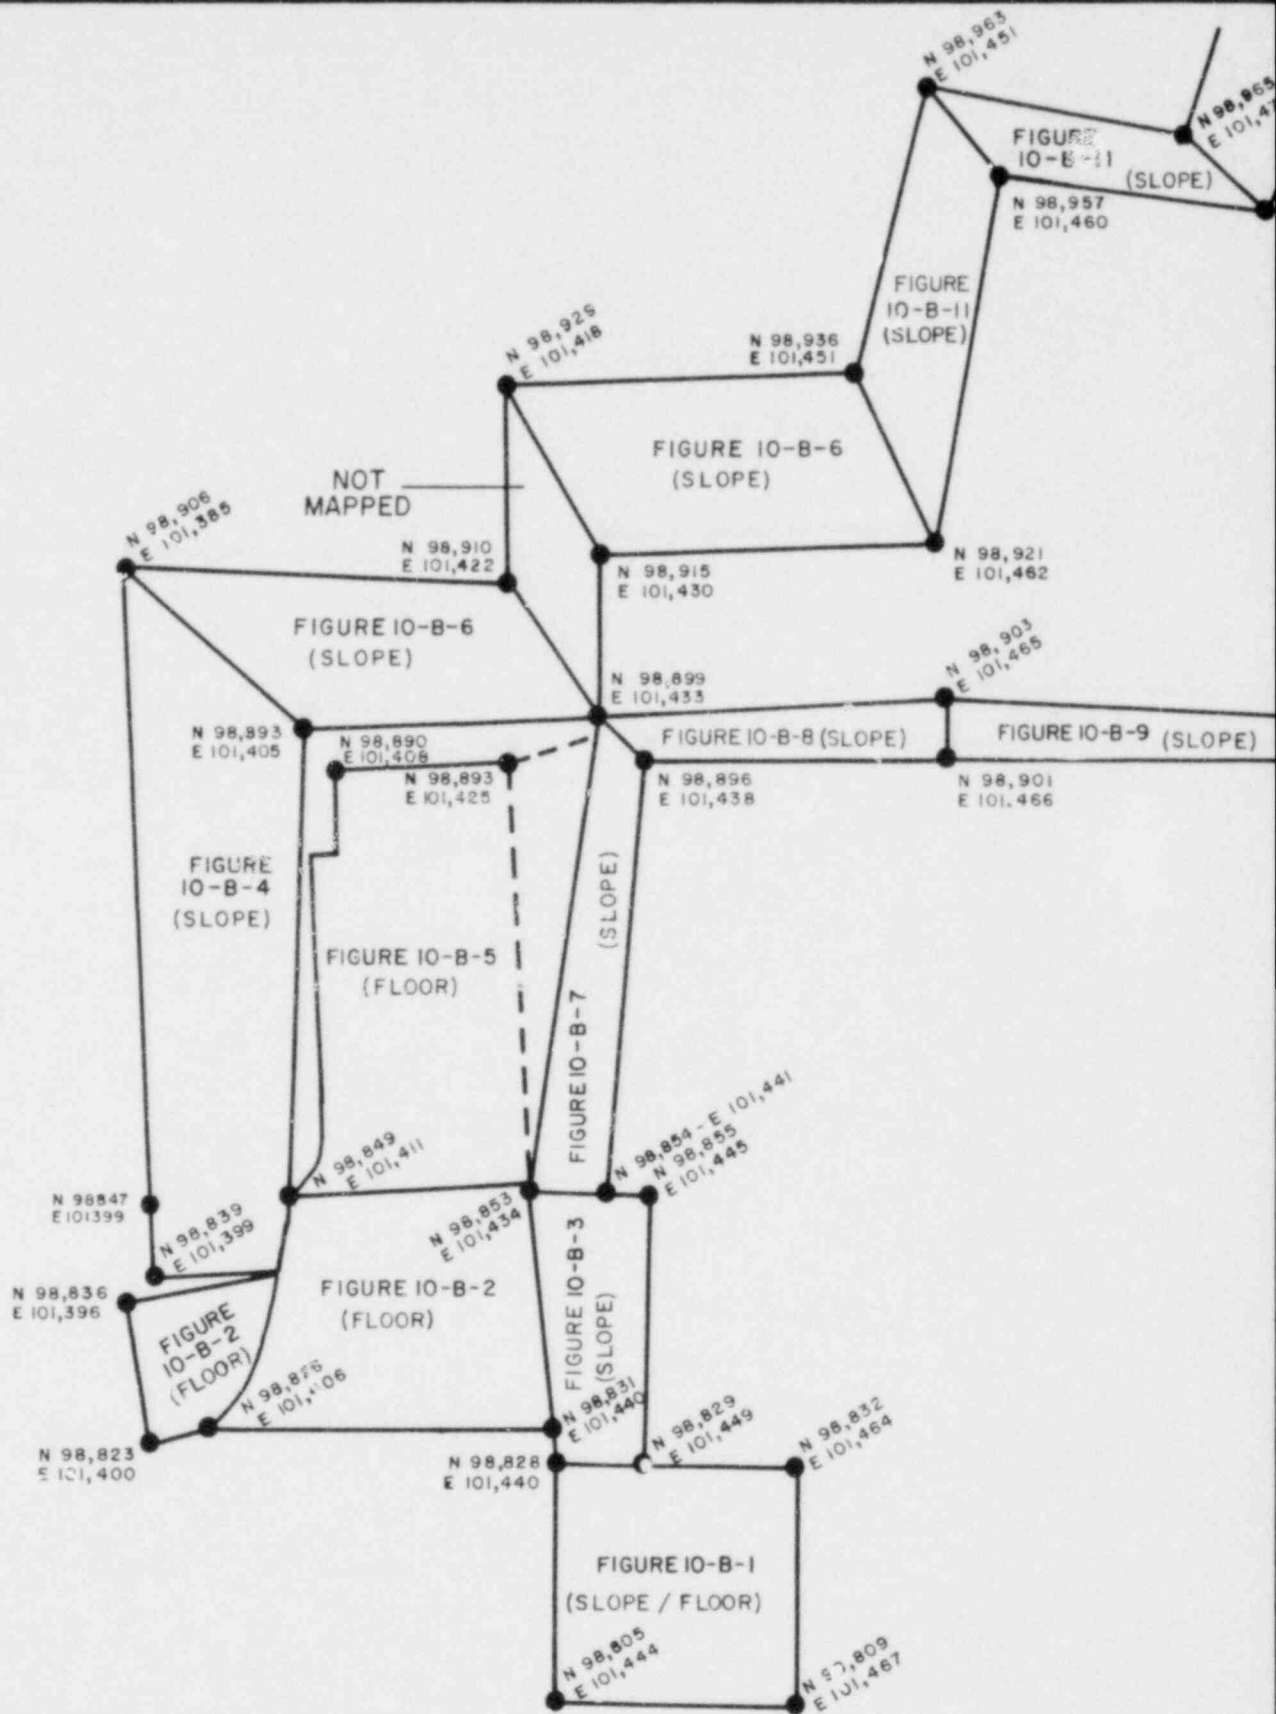 N 98,963
E 101,451
FIGURE
(SLOPE)
N 98,957
E 101,460
FIGURE
10-B-11
(SLOPE)
E 101,418
N 98,936
E 101,451
FIGURE 10-B-6
(SLOPE)
NOT
MAPPED
N 98,906
E 101,385
N 98,910
E 101,422
N 98,915
E 101,430
N 98,921
E 101,462
FIGURE 10-B-6
(SLOPE)
N 98,903
E 101,465
N 98,899
E 101,433
N 98,893
E 101,405
N 98,890
E 101,408
N 98,893
E 101,425
FIGURE 10-B-8 (SLOPE)
FIGURE 10-B-9 (SLOPE)
N 98,896
E 101,438
N 98,901
E 101,466
FIGURE
10-B-4
(SLOPE)
FIGURE 10-B-5
(FLOOR)
FIGURE 10-B-7
(SLOPE)
N 98,849
E 101,411
N 98,854 - E 101,441
N 98,855
E 101,445
N 98847
E 101399
N 98,839
E 101,399
N 98,853
E 101,434
N 98,836
E 101,396
FIGURE
10-B-2
(FLOOR)
FIGURE 10-B-2
(FLOOR)
FIGURE 10-B-3
(SLOPE)
N 98,831
E 101,440
N 98,829
E 101,449
N 98,832
E 101,464
N 98,823
E 101,400
N 98,828
E 101,440
FIGURE 10-B-1
(SLOPE / FLOOR)
N 98,805
E 101,444
E 101,467